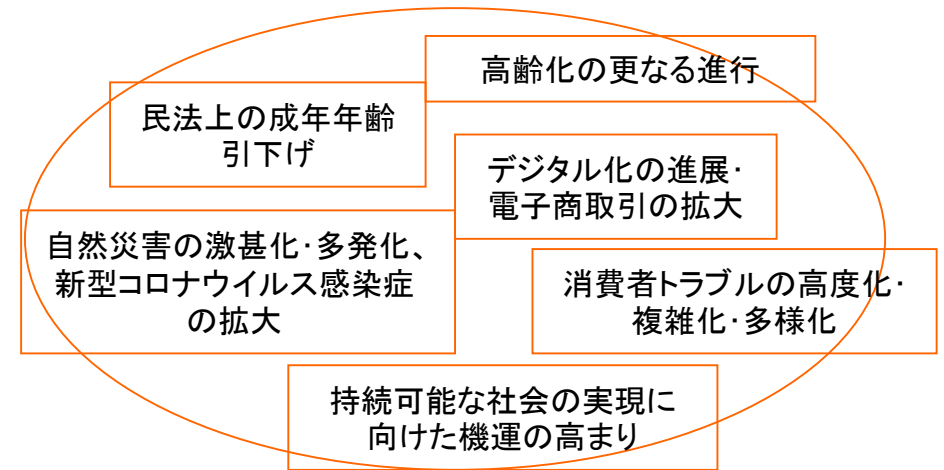 高齢化の更なる進行
民法上の成年年齢
引下げ
デジタル化の進展･
電子商取引の拡大
自然災害の激甚化･多発化、
新型コロナウイルス感染症
の拡大
消費者トラブルの高度化･
複雑化･多様化
持続可能な社会の実現に
向けた機運の高まり